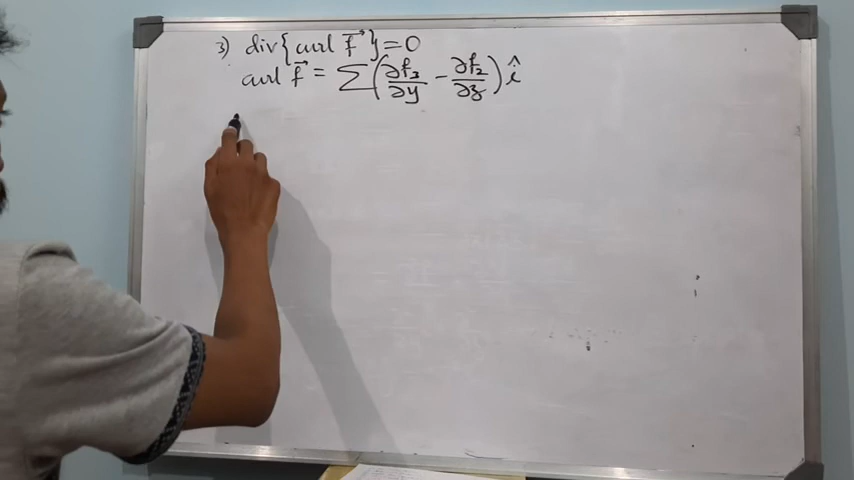 3) div{curl f⃗} = 0
curl f⃗ = ∑(∂f₃/∂y − ∂f₂/∂z) î